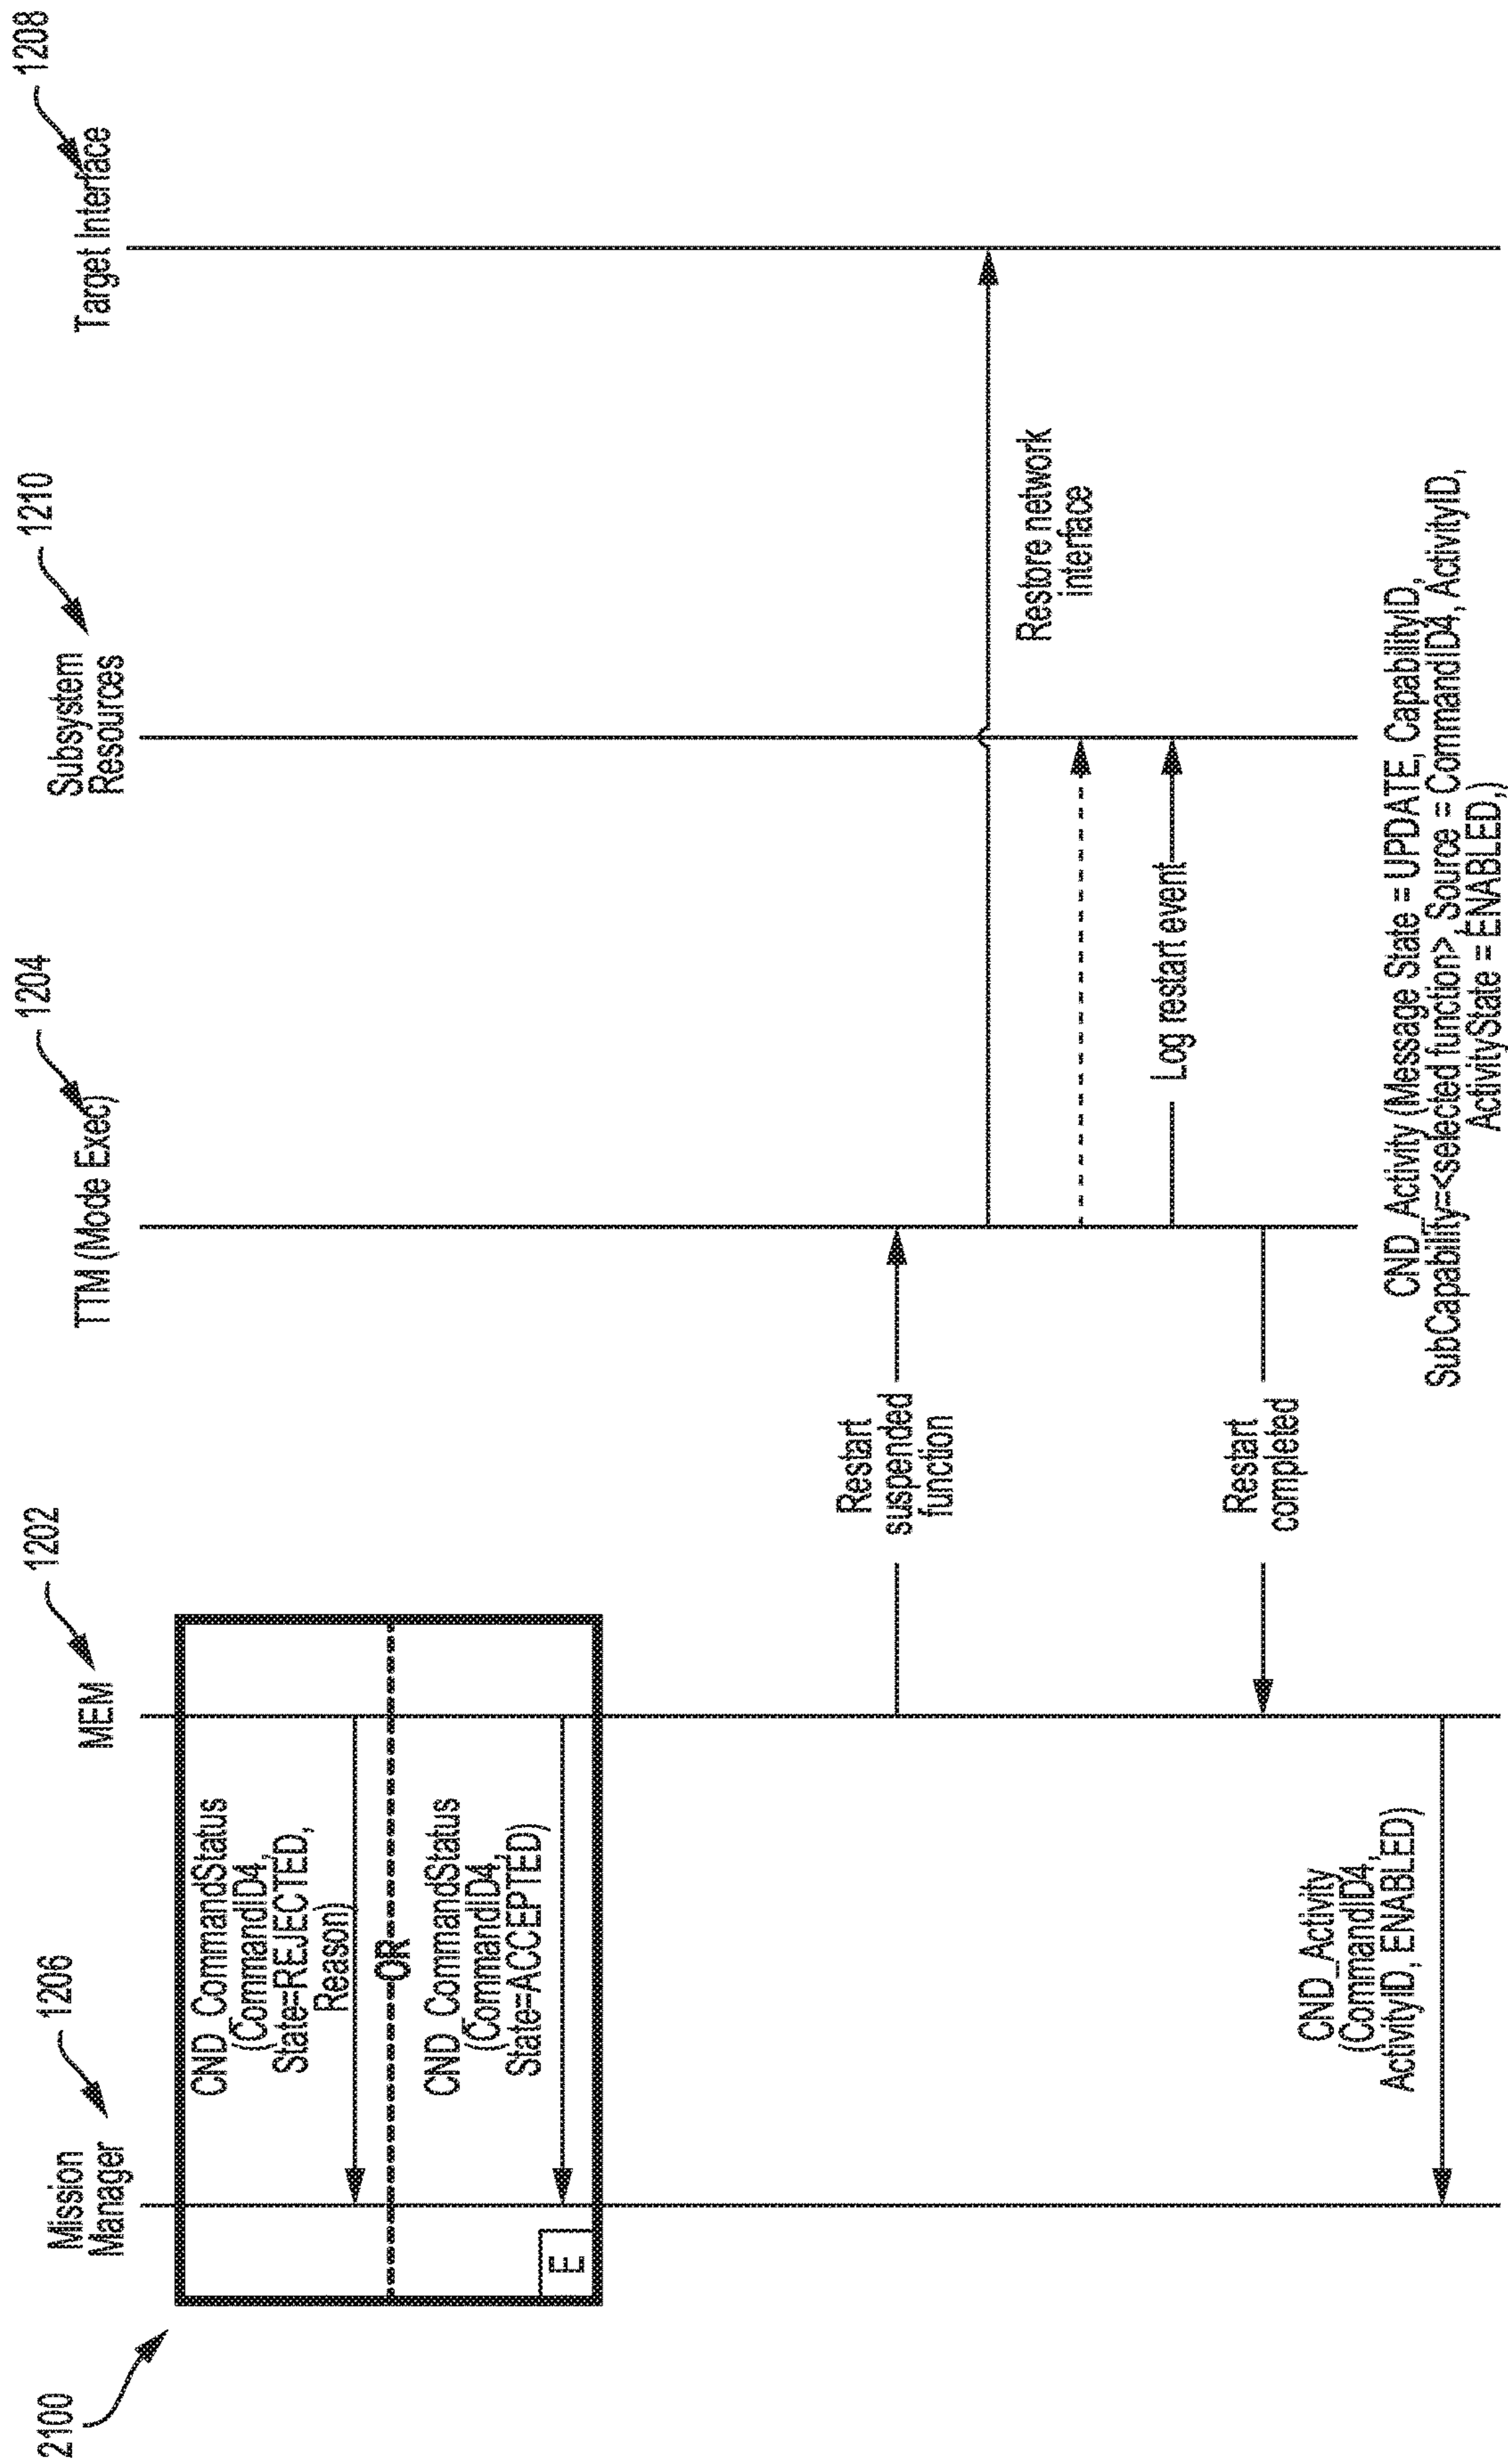 2100
1206
Mission
Manager
1202
MEM
1204
TTM (Mode Exec)
1210
Subsystem
Resources
1208
Target Interface
CND_CommandStatus
(CommandID4,
State=REJECTED,
Reason)
OR
CND_CommandStatus
(CommandID4,
State=ACCEPTED)
E
Restart
suspended
function
Restore network
interface
Log restart event
Restart
completed
CND_Activity
(CommandID4,
ActivityID, ENABLED)
CND_Activity (Message State = UPDATE, CapabilityID,
SubCapability=<selected function>, Source = CommandID4, ActivityID,
ActivityState = ENABLED,)